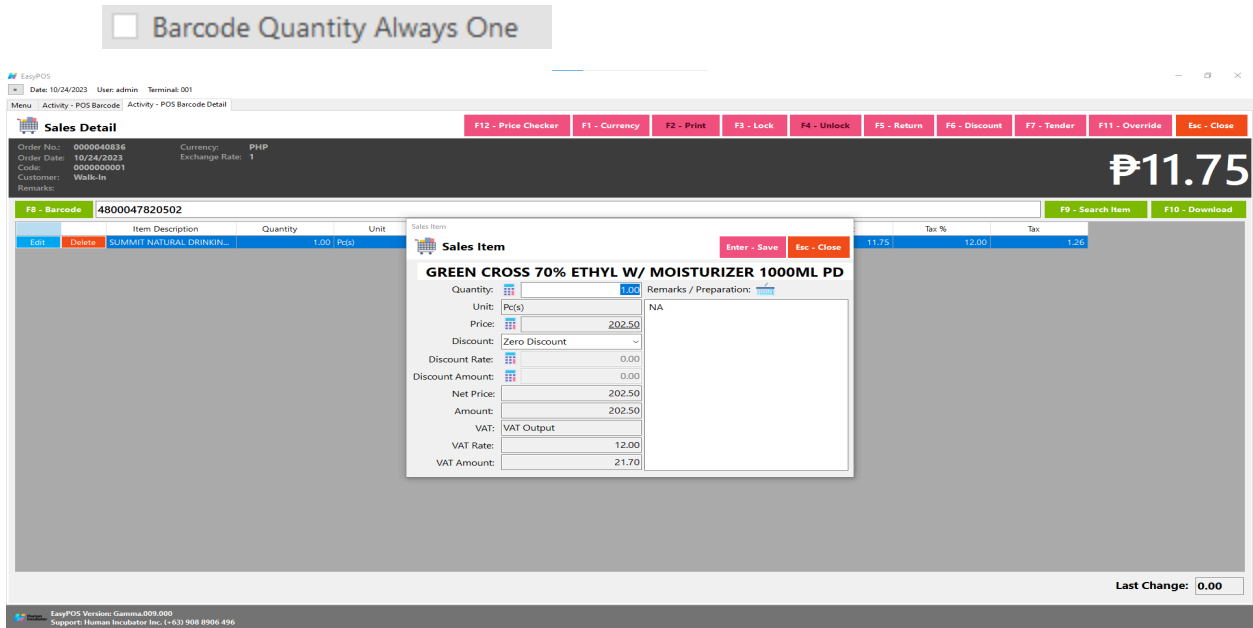 Barcode Quantity Always One
EasyPOS
Date: 10/24/2023 User: admin Terminal: 001
Menu Activity - POS Barcode Activity - POS Barcode Detail
Sales Detail F12 - Price Checker F1 - Currency F2 - Print F3 - Lock F4 - Unlock F5 - Return F6 - Discount F7 - Tender F11 - Override Esc - Close
Order No.: 0000040836 Currency: PHP
Order Date: 10/24/2023 Exchange Rate: 1
Code: 0000000001
Customer: Walk-In
Remarks:
₱11.75
F8 - Barcode 4800047820502 F9 - Search Item F10 - Download
Item Description Quantity Unit Tax % Tax
Edit Delete SUMMIT NATURAL DRINKIN... 1.00 Pc(s) 11.75 12.00 1.26
Sales Item
Sales Item Enter - Save Esc - Close
GREEN CROSS 70% ETHYL W/ MOISTURIZER 1000ML PD
Quantity: 1.00 Remarks / Preparation:
Unit: Pc(s) NA
Price: 202.50
Discount: Zero Discount
Discount Rate: 0.00
Discount Amount: 0.00
Net Price: 202.50
Amount: 202.50
VAT: VAT Output
VAT Rate: 12.00
VAT Amount: 21.70
Last Change: 0.00
EasyPOS Version: Gamma.009.000
Support: Human Incubator Inc. (+63) 908 8906 496